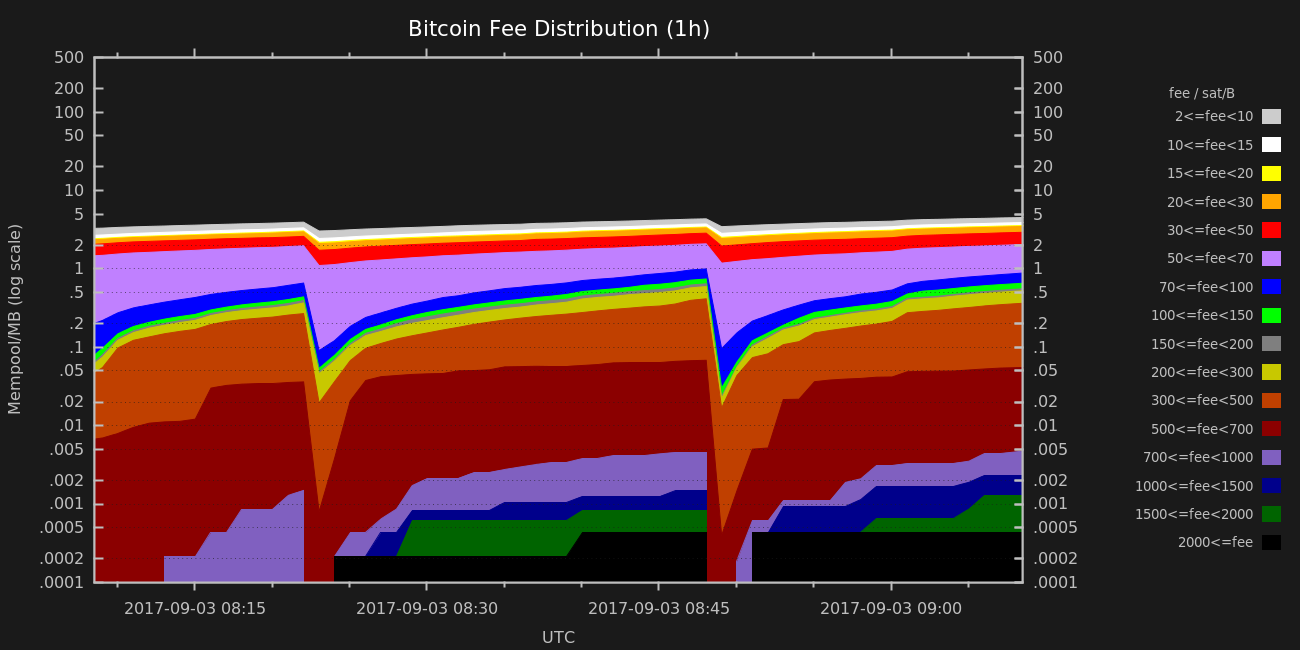 Bitcoin Fee Distribution (1h)
Mempool/MB (log scale)
500
200
100
50
20
10
5
2
1
.5
.2
.1
.05
.02
.01
.005
.002
.001
.0005
.0002
.0001
500
200
100
50
20
10
5
2
1
.5
.2
.1
.05
.02
.01
.005
.002
.001
.0005
.0002
.0001
2017-09-03 08:15
2017-09-03 08:30
2017-09-03 08:45
2017-09-03 09:00
UTC
fee / sat/B
2<=fee<10
10<=fee<15
15<=fee<20
20<=fee<30
30<=fee<50
50<=fee<70
70<=fee<100
100<=fee<150
150<=fee<200
200<=fee<300
300<=fee<500
500<=fee<700
700<=fee<1000
1000<=fee<1500
1500<=fee<2000
2000<=fee